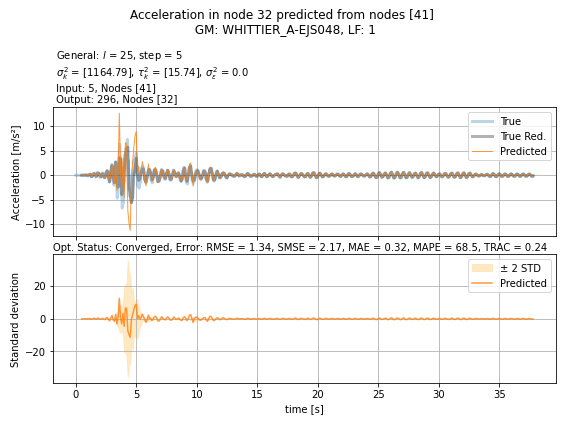 Acceleration in node 32 predicted from nodes [41]
GM: WHITTIER_A-EJS048, LF: 1
General: l = 25, step = 5
σ²ₖ = [1164.79], τ²ₖ = [15.74], σ²ε = 0.0
Input: 5, Nodes [41]
Output: 296, Nodes [32]
Acceleration [m/s²]
10
5
0
−5
−10
True
True Red.
Predicted
Opt. Status: Converged, Error: RMSE = 1.34, SMSE = 2.17, MAE = 0.32, MAPE = 68.5, TRAC = 0.24
Standard deviation
20
0
−20
± 2 STD
Predicted
0 5 10 15 20 25 30 35
time [s]